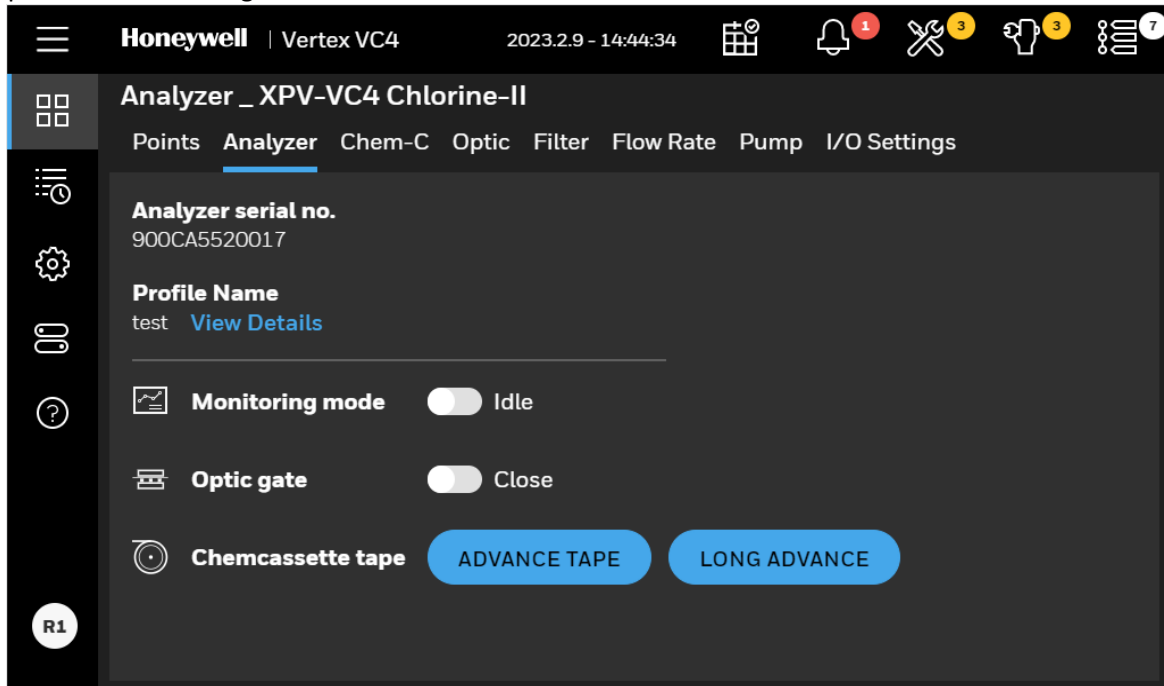 Honeywell | Vertex VC4 2023.2.9 - 14:44:34 1 3 3 7
Analyzer _ XPV-VC4 Chlorine-II
Points Analyzer Chem-C Optic Filter Flow Rate Pump I/O Settings
Analyzer serial no.
900CA5520017
Profile Name
test View Details
Monitoring mode Idle
Optic gate Close
Chemcassette tape ADVANCE TAPE LONG ADVANCE
R1